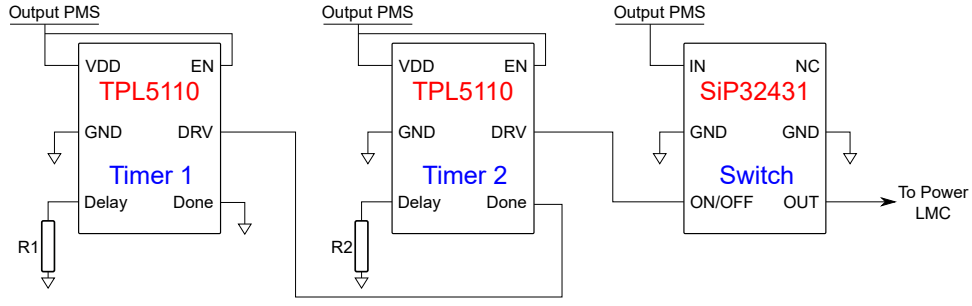 Output PMS
Output PMS
Output PMS
VDD EN
TPL5110
GND DRV
Timer 1
Delay Done
R1
VDD EN
TPL5110
GND DRV
Timer 2
Delay Done
R2
IN NC
SiP32431
GND GND
Switch
ON/OFF OUT
To Power
LMC